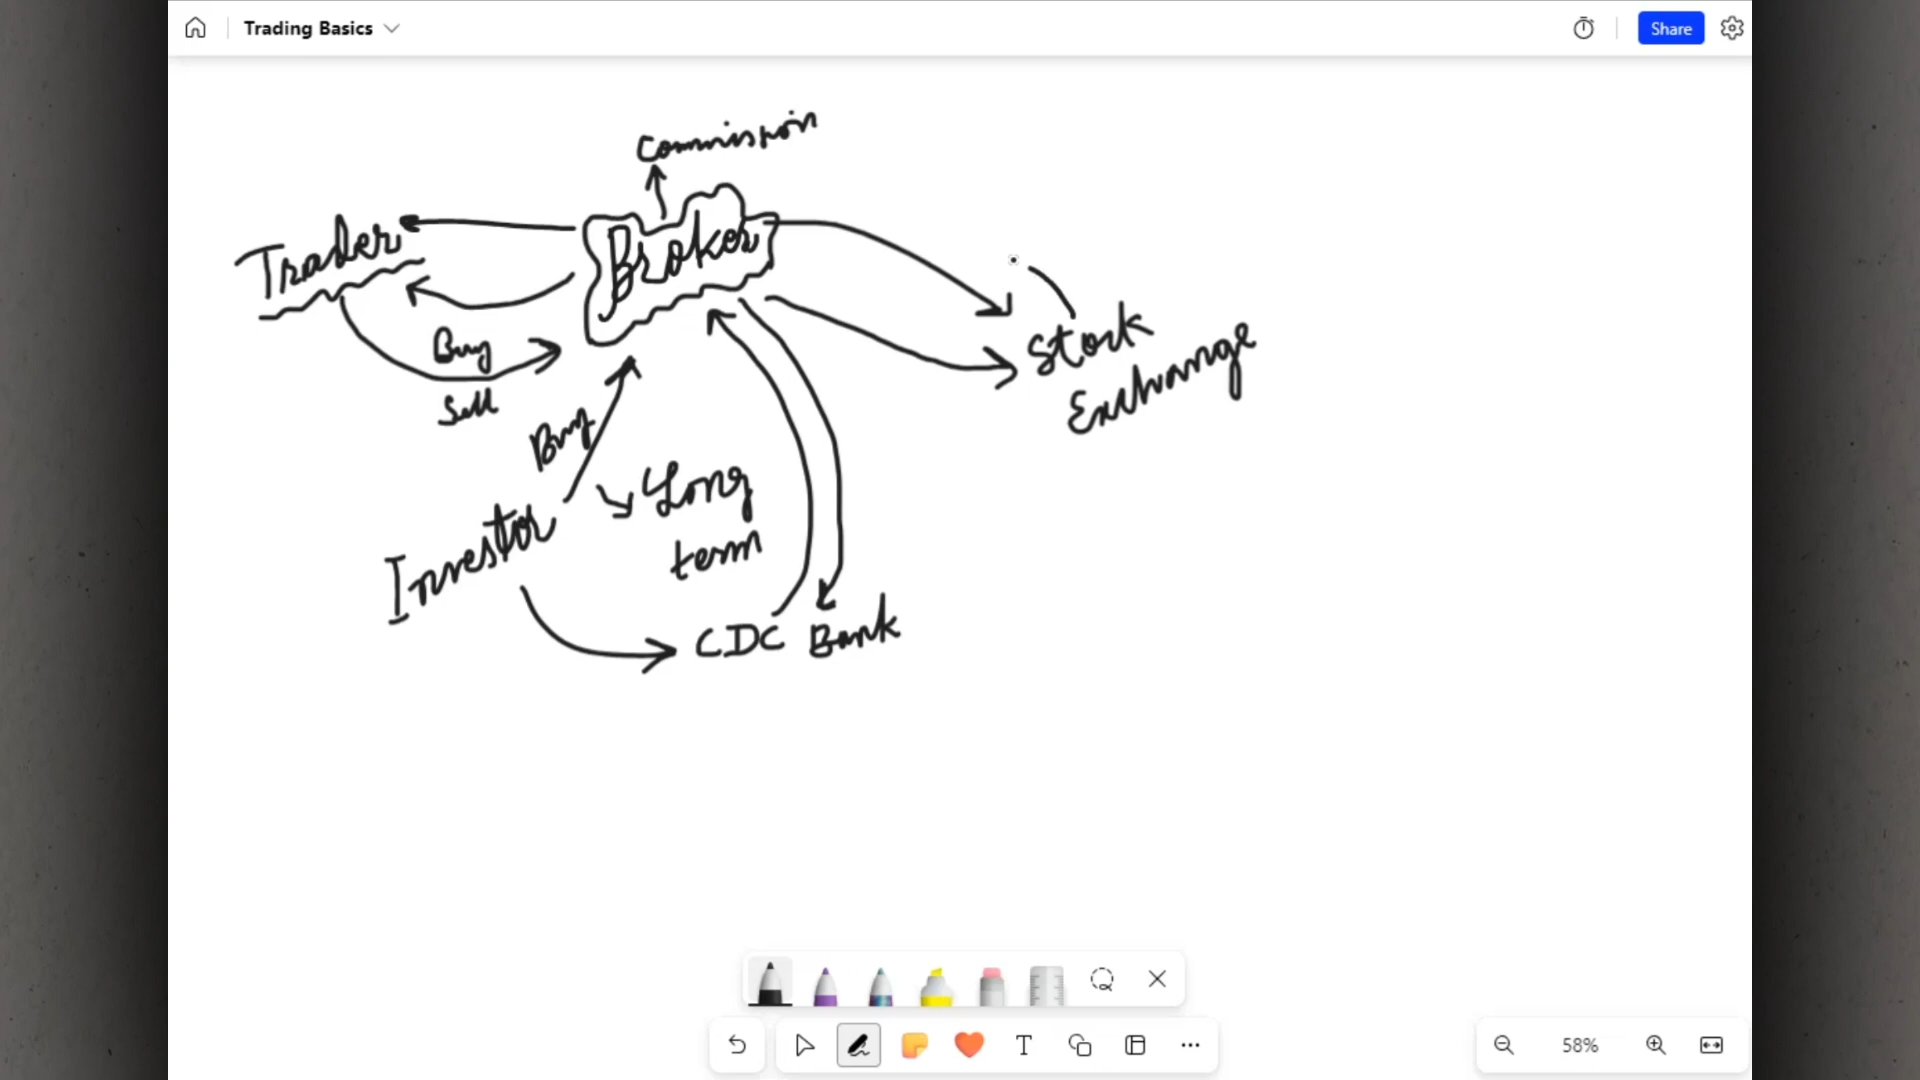 Trading Basics
Share
Commission
Trader
Broker
Buy
Sell
Stock
Exchange
Buy
Long
term
Investor
CDC Bank
58%